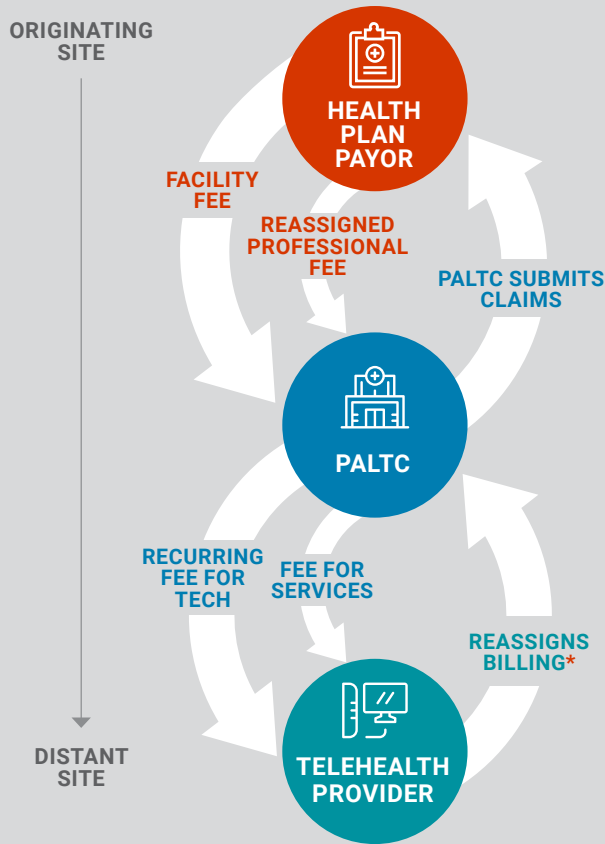 ORIGINATING
SITE
HEALTH
PLAN
PAYOR
FACILITY
FEE
REASSIGNED
PROFESSIONAL
FEE
PALTC SUBMITS
CLAIMS
PALTC
RECURRING
FEE FOR
TECH
FEE FOR
SERVICES
REASSIGNS
BILLING*
DISTANT
SITE
TELEHEALTH
PROVIDER